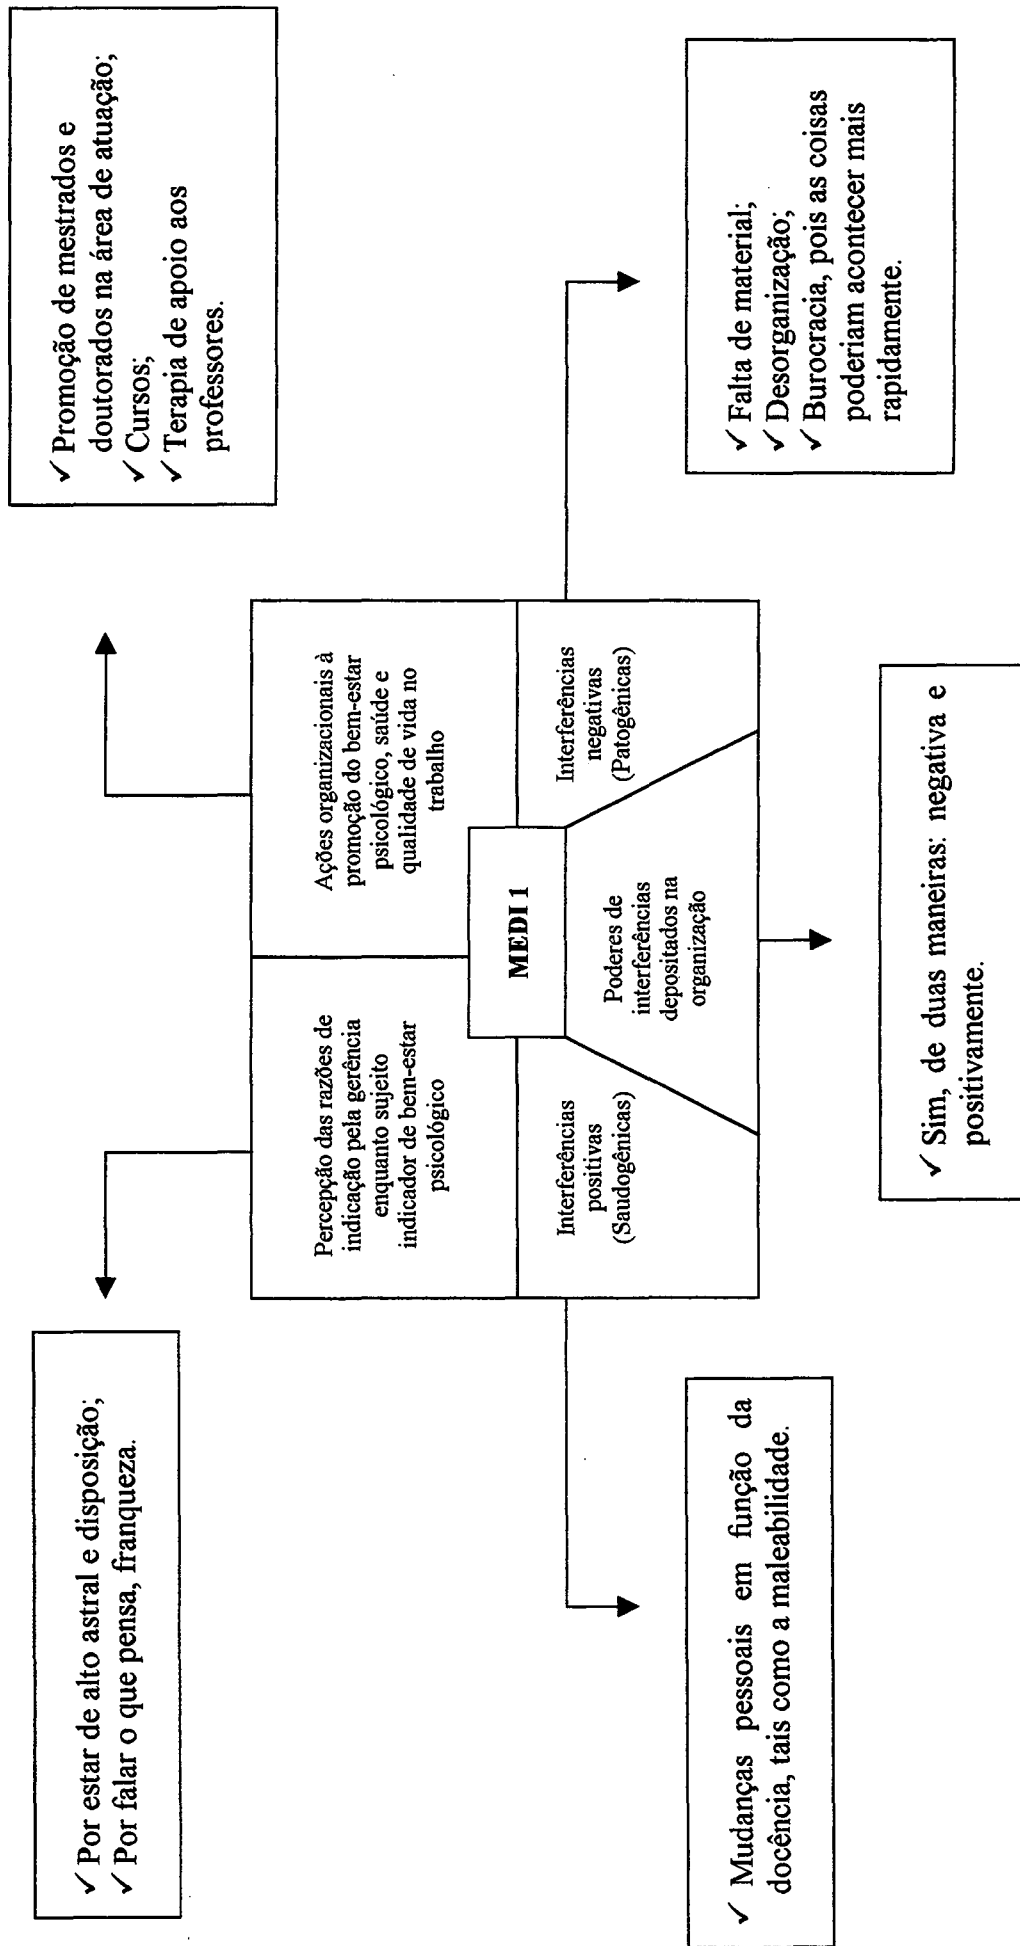 ✓ Por estar de alto astral e disposição;
✓ Por falar o que pensa, franqueza.
✓ Promoção de mestrados e
doutorados na área de atuação;
✓ Cursos;
✓ Terapia de apoio aos
professores.
Percepção das razões de
indicação pela gerência
enquanto sujeito
indicador de bem-estar
psicológico
Ações organizacionais à
promoção do bem-estar
psicológico, saúde e
qualidade de vida no
trabalho
MEDI 1
Interferências
positivas
(Saudogênicas)
Poderes de
interferências
depositados na
organização
Interferências
negativas
(Patogênicas)
✓ Mudanças pessoais em função da
docência, tais como a maleabilidade.
✓ Sim, de duas maneiras: negativa e
positivamente.
✓ Falta de material;
✓ Desorganização;
✓ Burocracia, pois as coisas
poderiam acontecer mais
rapidamente.